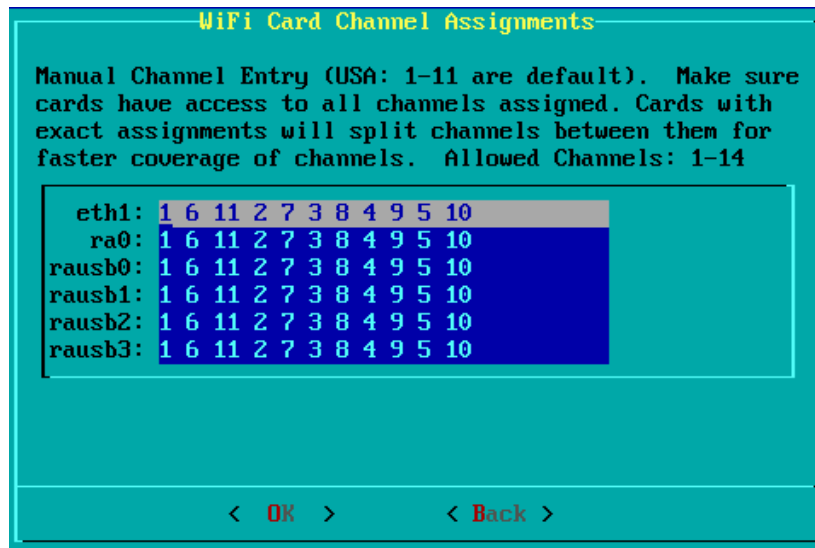 WiFi Card Channel Assignments
Manual Channel Entry (USA: 1-11 are default).  Make sure
cards have access to all channels assigned. Cards with
exact assignments will split channels between them for
faster coverage of channels.  Allowed Channels: 1-14
eth1: 1 6 11 2 7 3 8 4 9 5 10
ra0: 1 6 11 2 7 3 8 4 9 5 10
rausb0: 1 6 11 2 7 3 8 4 9 5 10
rausb1: 1 6 11 2 7 3 8 4 9 5 10
rausb2: 1 6 11 2 7 3 8 4 9 5 10
rausb3: 1 6 11 2 7 3 8 4 9 5 10
< OK > < Back >